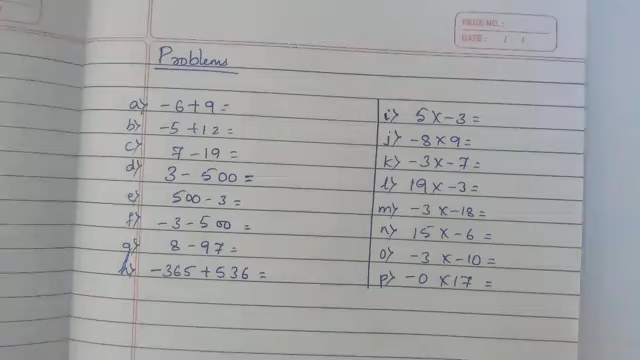 PAGE NO. :
DATE: / /
Problems
a) -6+9=
b) -5+12=
c) 7-19=
d) 3-500=
e) 500-3=
f) -3-500=
g) 8-97=
h) -365+536=
i) 5x-3=
j) -8x9=
k) -3x-7=
l) 19x-3=
m) -3x-18=
n) 15x-6=
o) -3x-10=
p) -0x17=